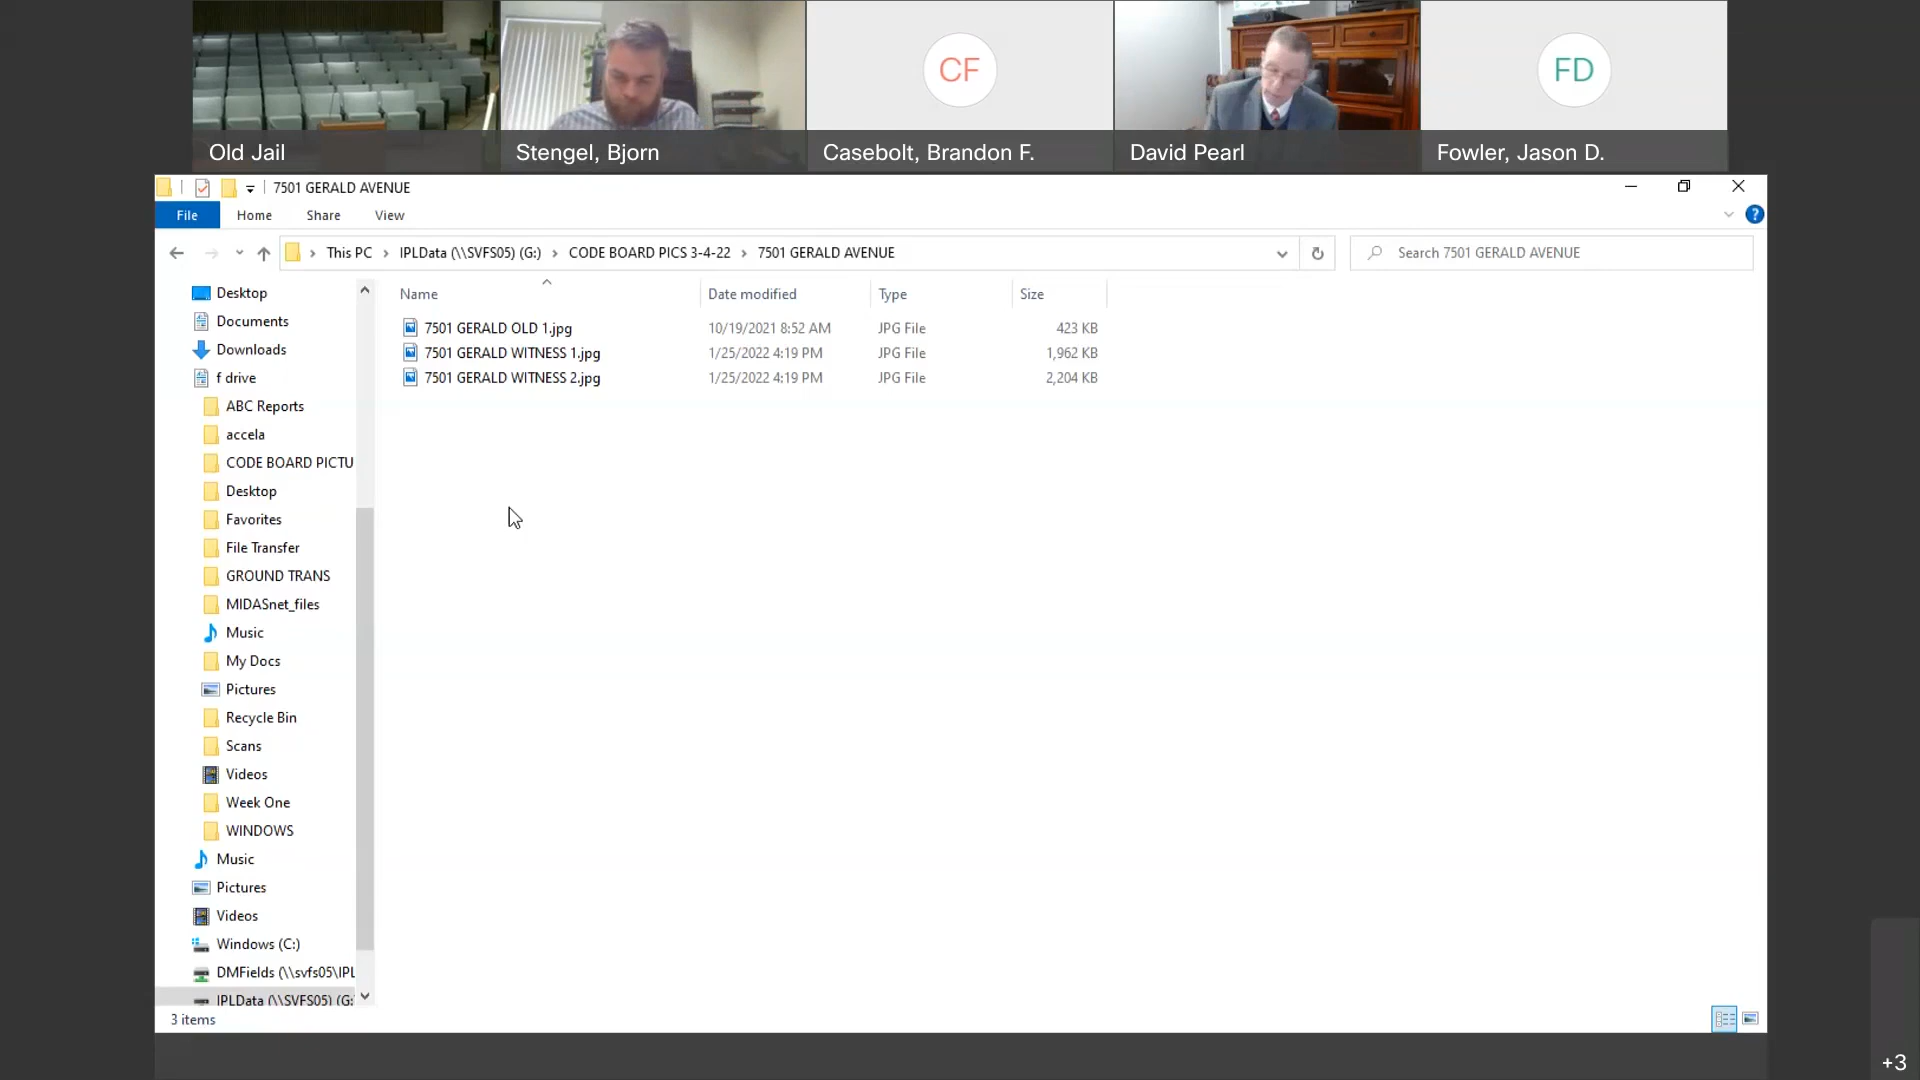 CF
FD
Old Jail
Stengel, Bjorn
Casebolt, Brandon F.
David Pearl
Fowler, Jason D.
7501 GERALD AVENUE
File Home Share View
?
This PC > IPLData (\\SVFS05) (G:) > CODE BOARD PICS 3-4-22 > 7501 GERALD AVENUE
Search 7501 GERALD AVENUE
Name Date modified Type Size
7501 GERALD OLD 1.jpg 10/19/2021 8:52 AM JPG File 423 KB
7501 GERALD WITNESS 1.jpg 1/25/2022 4:19 PM JPG File 1,962 KB
7501 GERALD WITNESS 2.jpg 1/25/2022 4:19 PM JPG File 2,204 KB
Desktop
Documents
Downloads
f drive
ABC Reports
accela
CODE BOARD PICTU
Desktop
Favorites
File Transfer
GROUND TRANS
MIDASnet_files
Music
My Docs
Pictures
Recycle Bin
Scans
Videos
Week One
WINDOWS
Music
Pictures
Videos
Windows (C:)
DMFields (\\svfs05\IPL
IPLData (\\SVFS05) (G:
3 items
+3